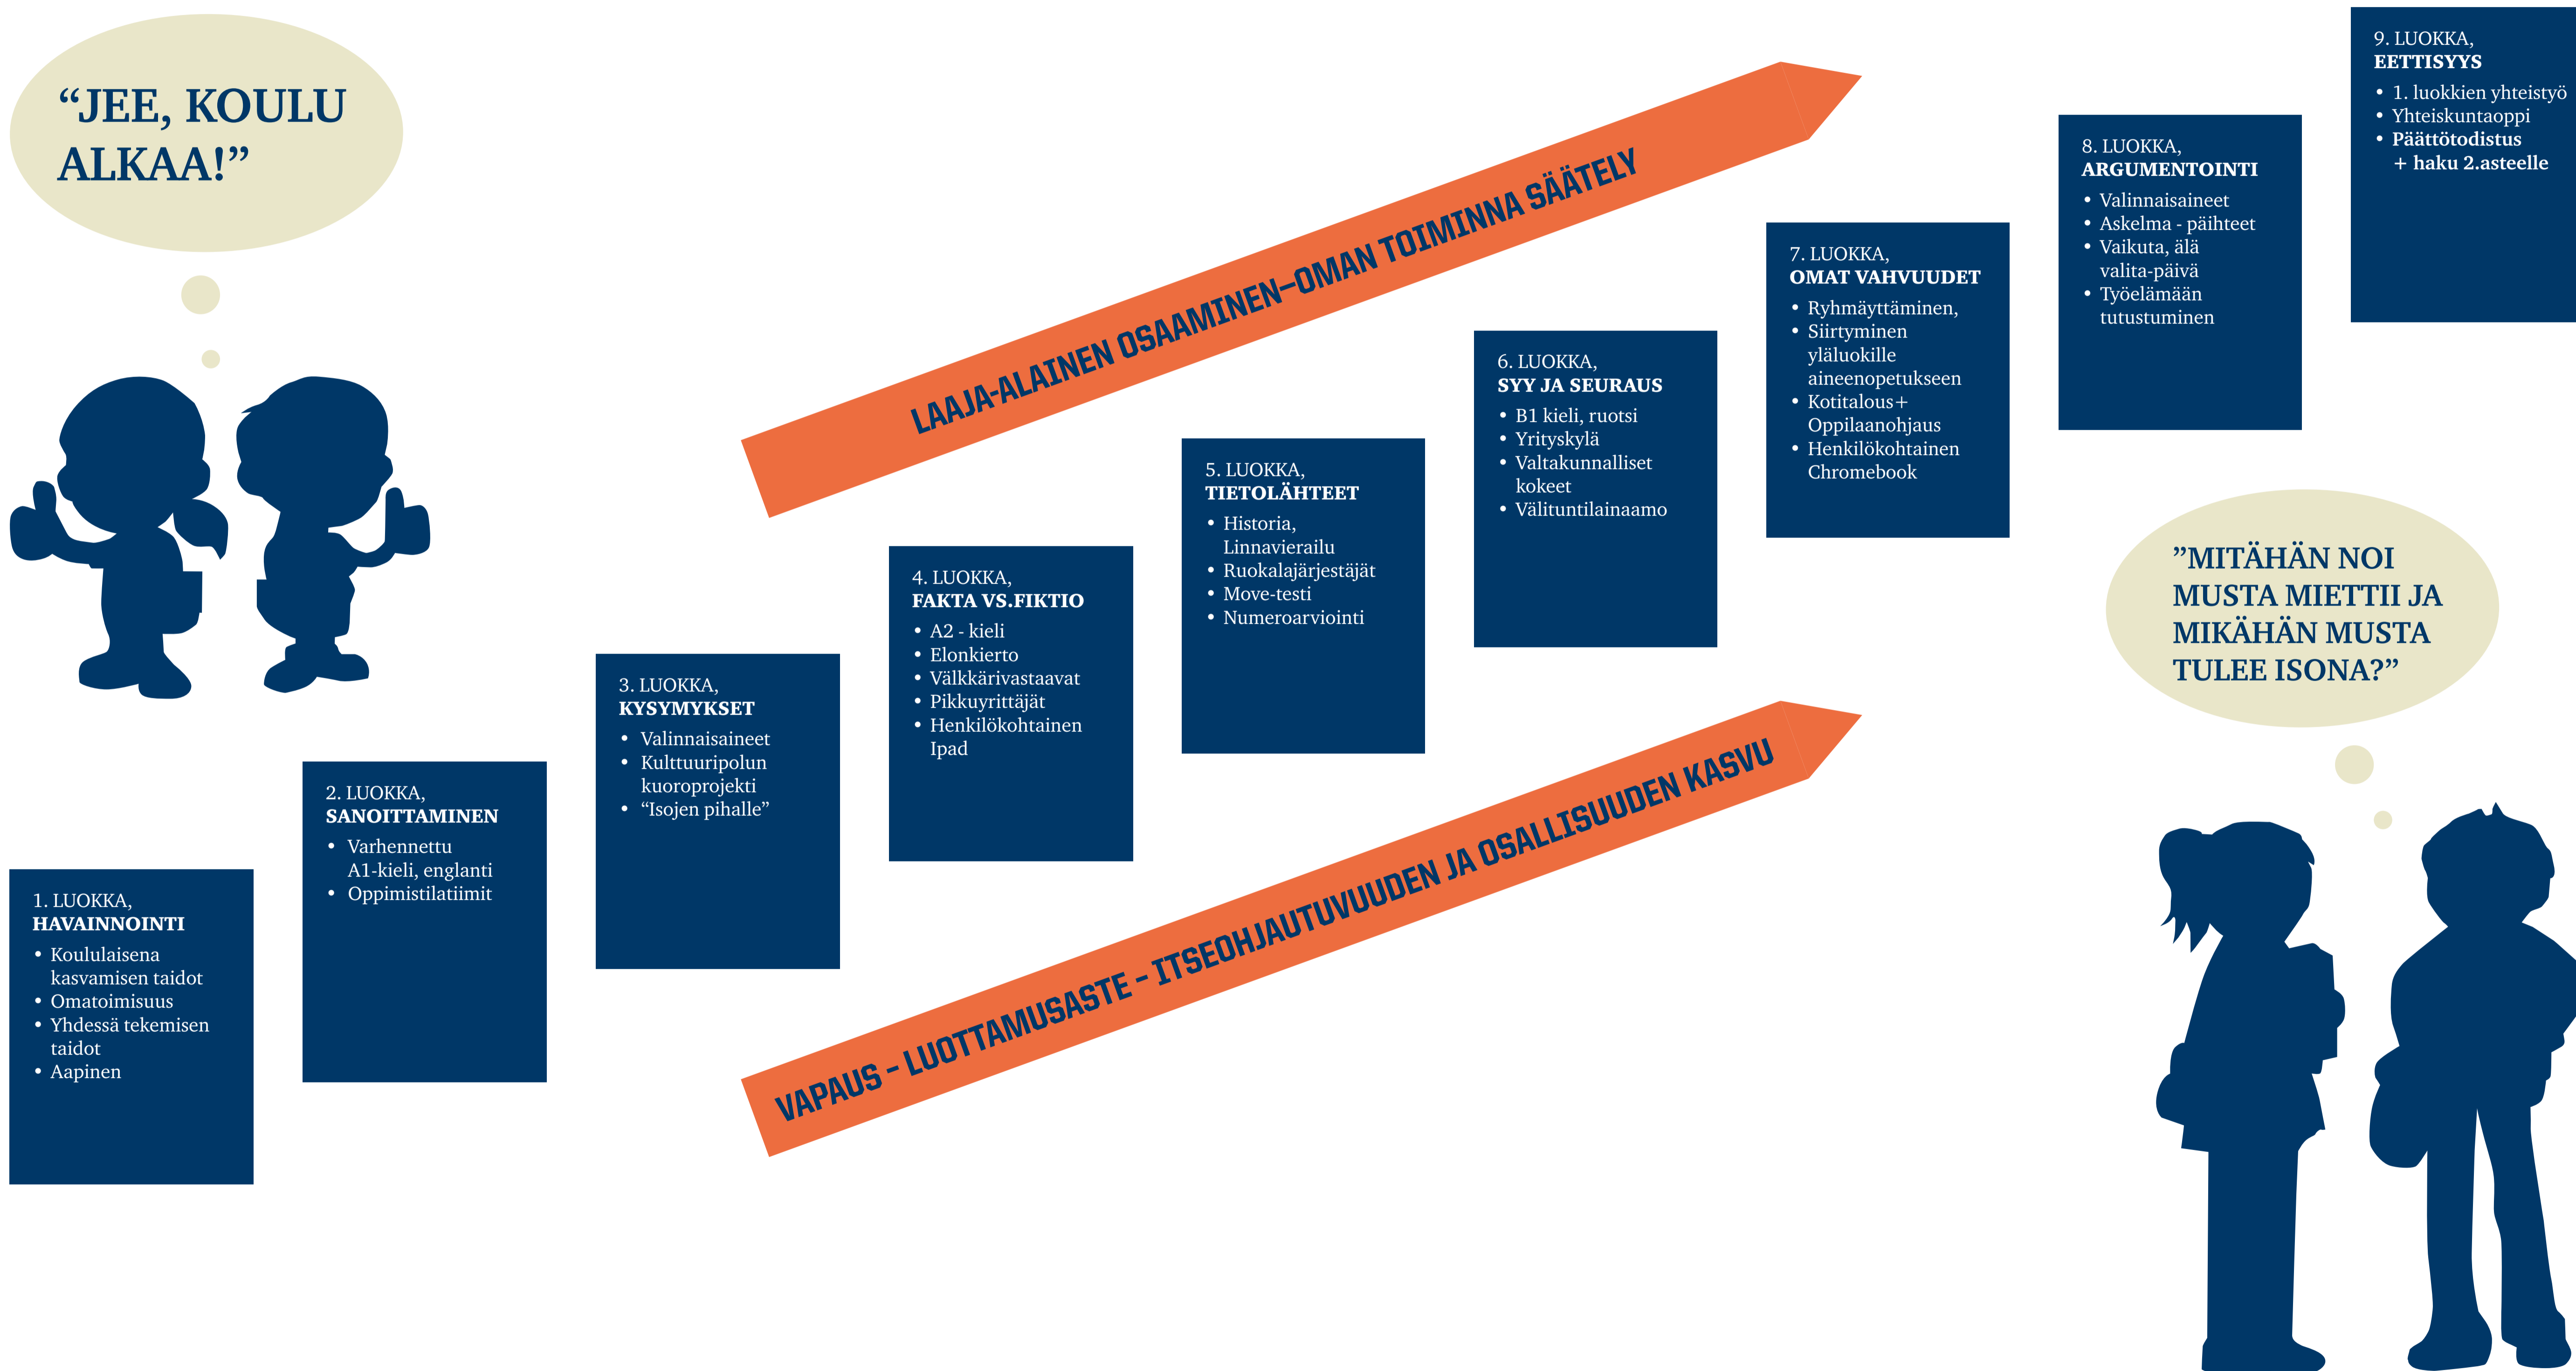 “JEE, KOULU
ALKAA!”
LAAJA-ALAINEN OSAAMINEN–OMAN TOIMINNA SÄÄTELY
1. LUOKKA,
HAVAINNOINTI
• Koululaisena
kasvamisen taidot
• Omatoimisuus
• Yhdessä tekemisen
taidot
• Aapinen
2. LUOKKA,
SANOITTAMINEN
• Varhennettu
A1-kieli, englanti
• Oppimistilatiimit
3. LUOKKA,
KYSYMYKSET
• Valinnaisaineet
• Kulttuuripolun
kuoroprojekti
• “Isojen pihalle”
4. LUOKKA,
FAKTA VS.FIKTIO
• A2 - kieli
• Elonkierto
• Välkkärivastaavat
• Pikkuyrittäjät
• Henkilökohtainen
Ipad
5. LUOKKA,
TIETOLÄHTEET
• Historia,
Linnavierailu
• Ruokalajärjestäjät
• Move-testi
• Numeroarviointi
6. LUOKKA,
SYY JA SEURAUS
• B1 kieli, ruotsi
• Yrityskylä
• Valtakunnalliset
kokeet
• Välituntilainaamo
7. LUOKKA,
OMAT VAHVUUDET
• Ryhmäyttäminen,
• Siirtyminen
yläluokille
aineenopetukseen
• Kotitalous+
Oppilaanohjaus
• Henkilökohtainen
Chromebook
8. LUOKKA,
ARGUMENTOINTI
• Valinnaisaineet
• Askelma - päihteet
• Vaikuta, älä
valita-päivä
• Työelämään
tutustuminen
9. LUOKKA,
EETTISYYS
• 1. luokkien yhteistyö
• Yhteiskuntaoppi
• Päättötodistus
+ haku 2.asteelle
VAPAUS - LUOTTAMUSASTE - ITSEOHJAUTUVUUDEN JA OSALLISUUDEN KASVU
”MITÄHÄN NOI
MUSTA MIETTII JA
MIKÄHÄN MUSTA
TULEE ISONA?”